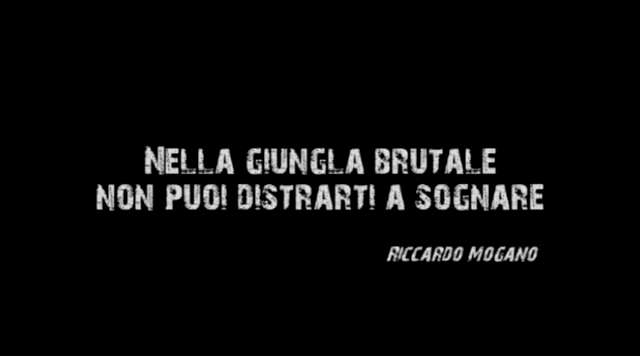 Nella giungla brutale
non puoi distrarti a sognare
Riccardo Mogano